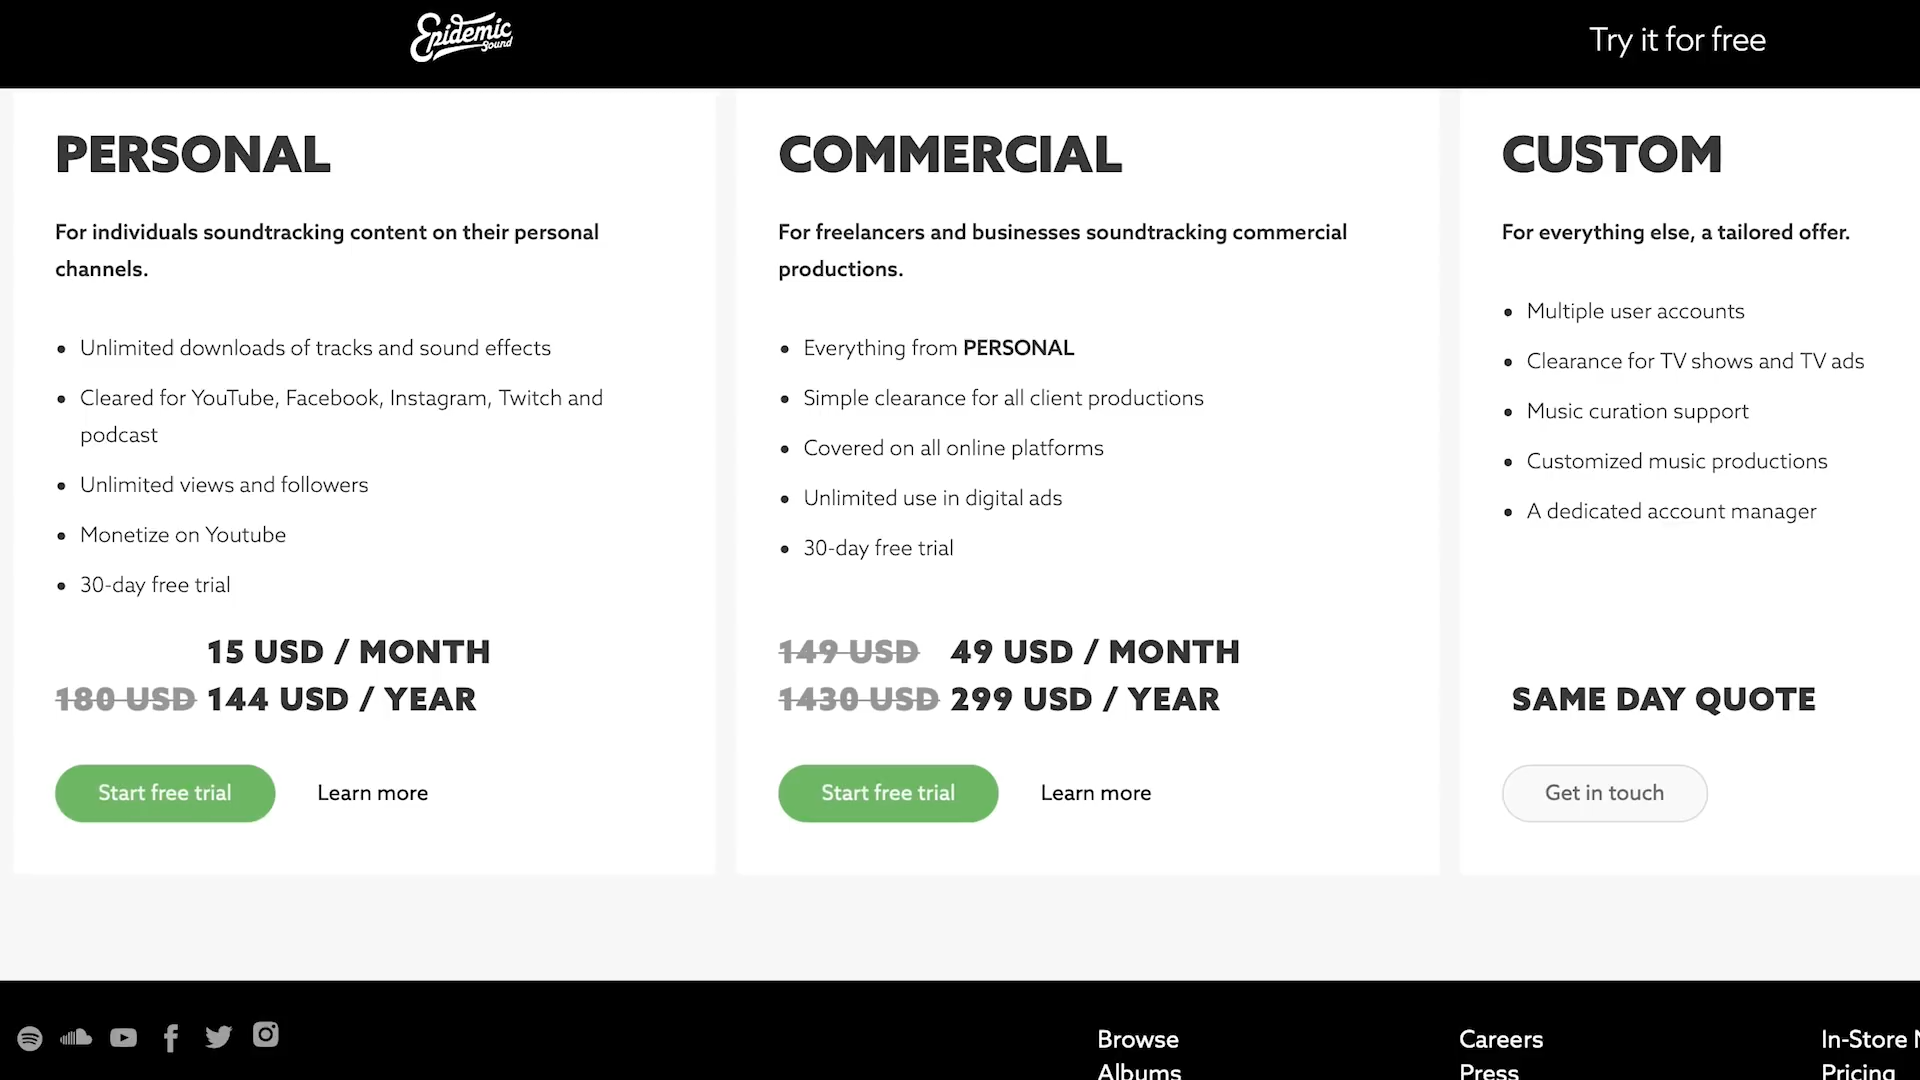 Epidemic Sound
Try it for free
PERSONAL
For individuals soundtracking content on their personal
channels.
Unlimited downloads of tracks and sound effects
Cleared for YouTube, Facebook, Instagram, Twitch and
podcast
Unlimited views and followers
Monetize on Youtube
30-day free trial
15 USD / MONTH
180 USD 144 USD / YEAR
Start free trial Learn more
COMMERCIAL
For freelancers and businesses soundtracking commercial
productions.
Everything from PERSONAL
Simple clearance for all client productions
Covered on all online platforms
Unlimited use in digital ads
30-day free trial
149 USD 49 USD / MONTH
1430 USD 299 USD / YEAR
Start free trial Learn more
CUSTOM
For everything else, a tailored offer.
Multiple user accounts
Clearance for TV shows and TV ads
Music curation support
Customized music productions
A dedicated account manager
SAME DAY QUOTE
Get in touch
Browse
Albums
Careers
Press
In-Store
Pricing